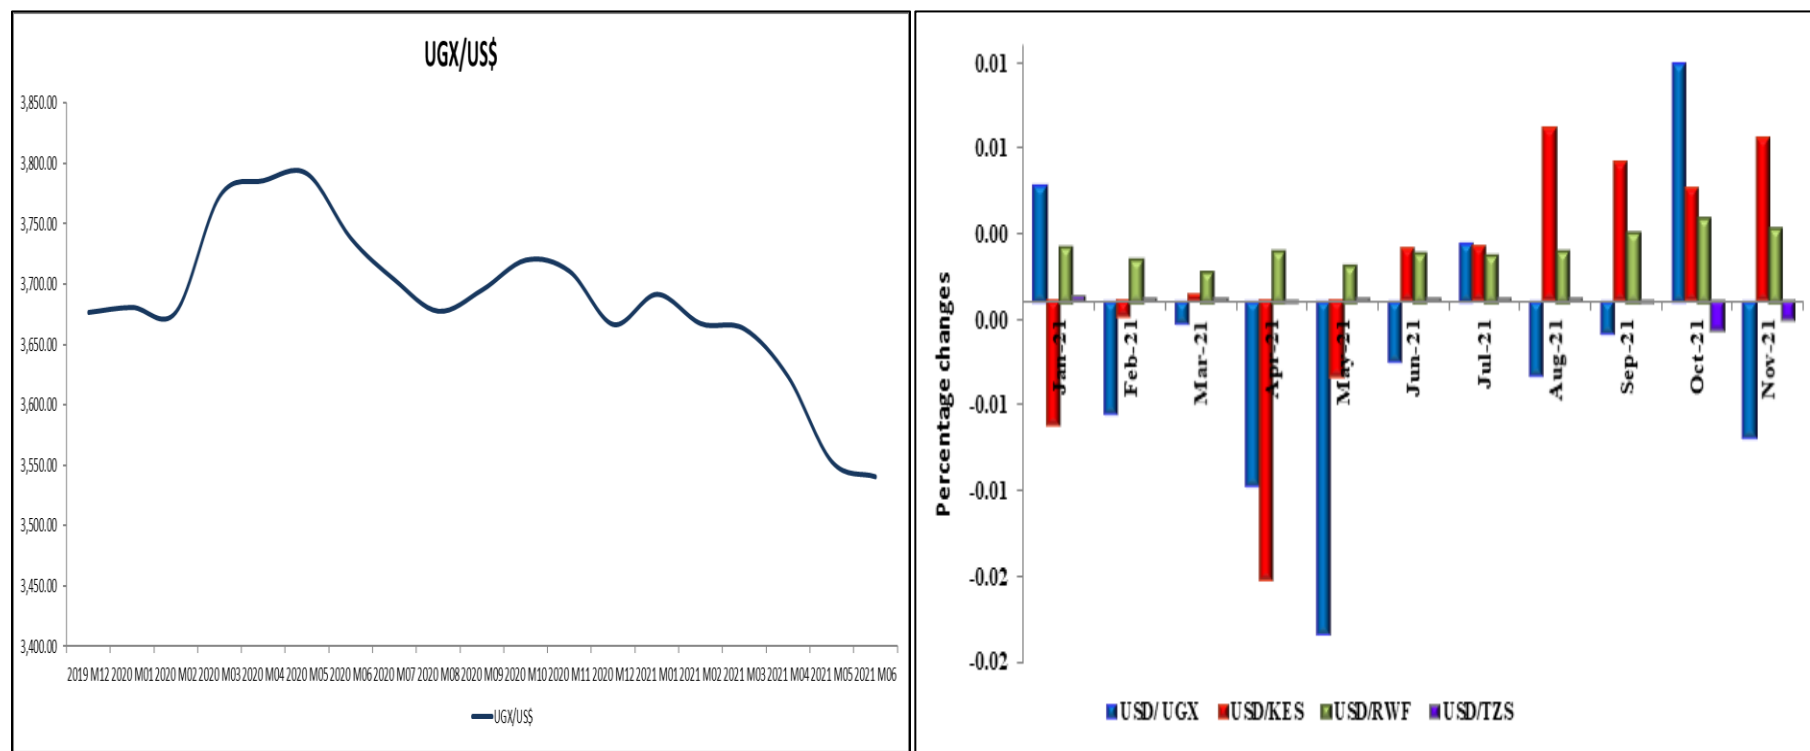 UGX/US$
3,850.00
3,800.00
3,750.00
3,700.00
3,650.00
3,600.00
3,550.00
3,500.00
3,450.00
3,400.00
2019 M12 2020 M01 2020 M02 2020 M03 2020 M04 2020 M05 2020 M06 2020 M07 2020 M08 2020 M09 2020 M10 2020 M11 2020 M12 2021 M01 2021 M02 2021 M03 2021 M04 2021 M05 2021 M06
UGX/US$
Percentage changes
0.01
0.01
0.00
0.00
-0.01
-0.01
-0.02
-0.02
Jan-21
Feb-21
Mar-21
Apr-21
May-21
Jun-21
Jul-21
Aug-21
Sep-21
Oct-21
Nov-21
USD/ UGX USD/KES USD/RWF USD/TZS